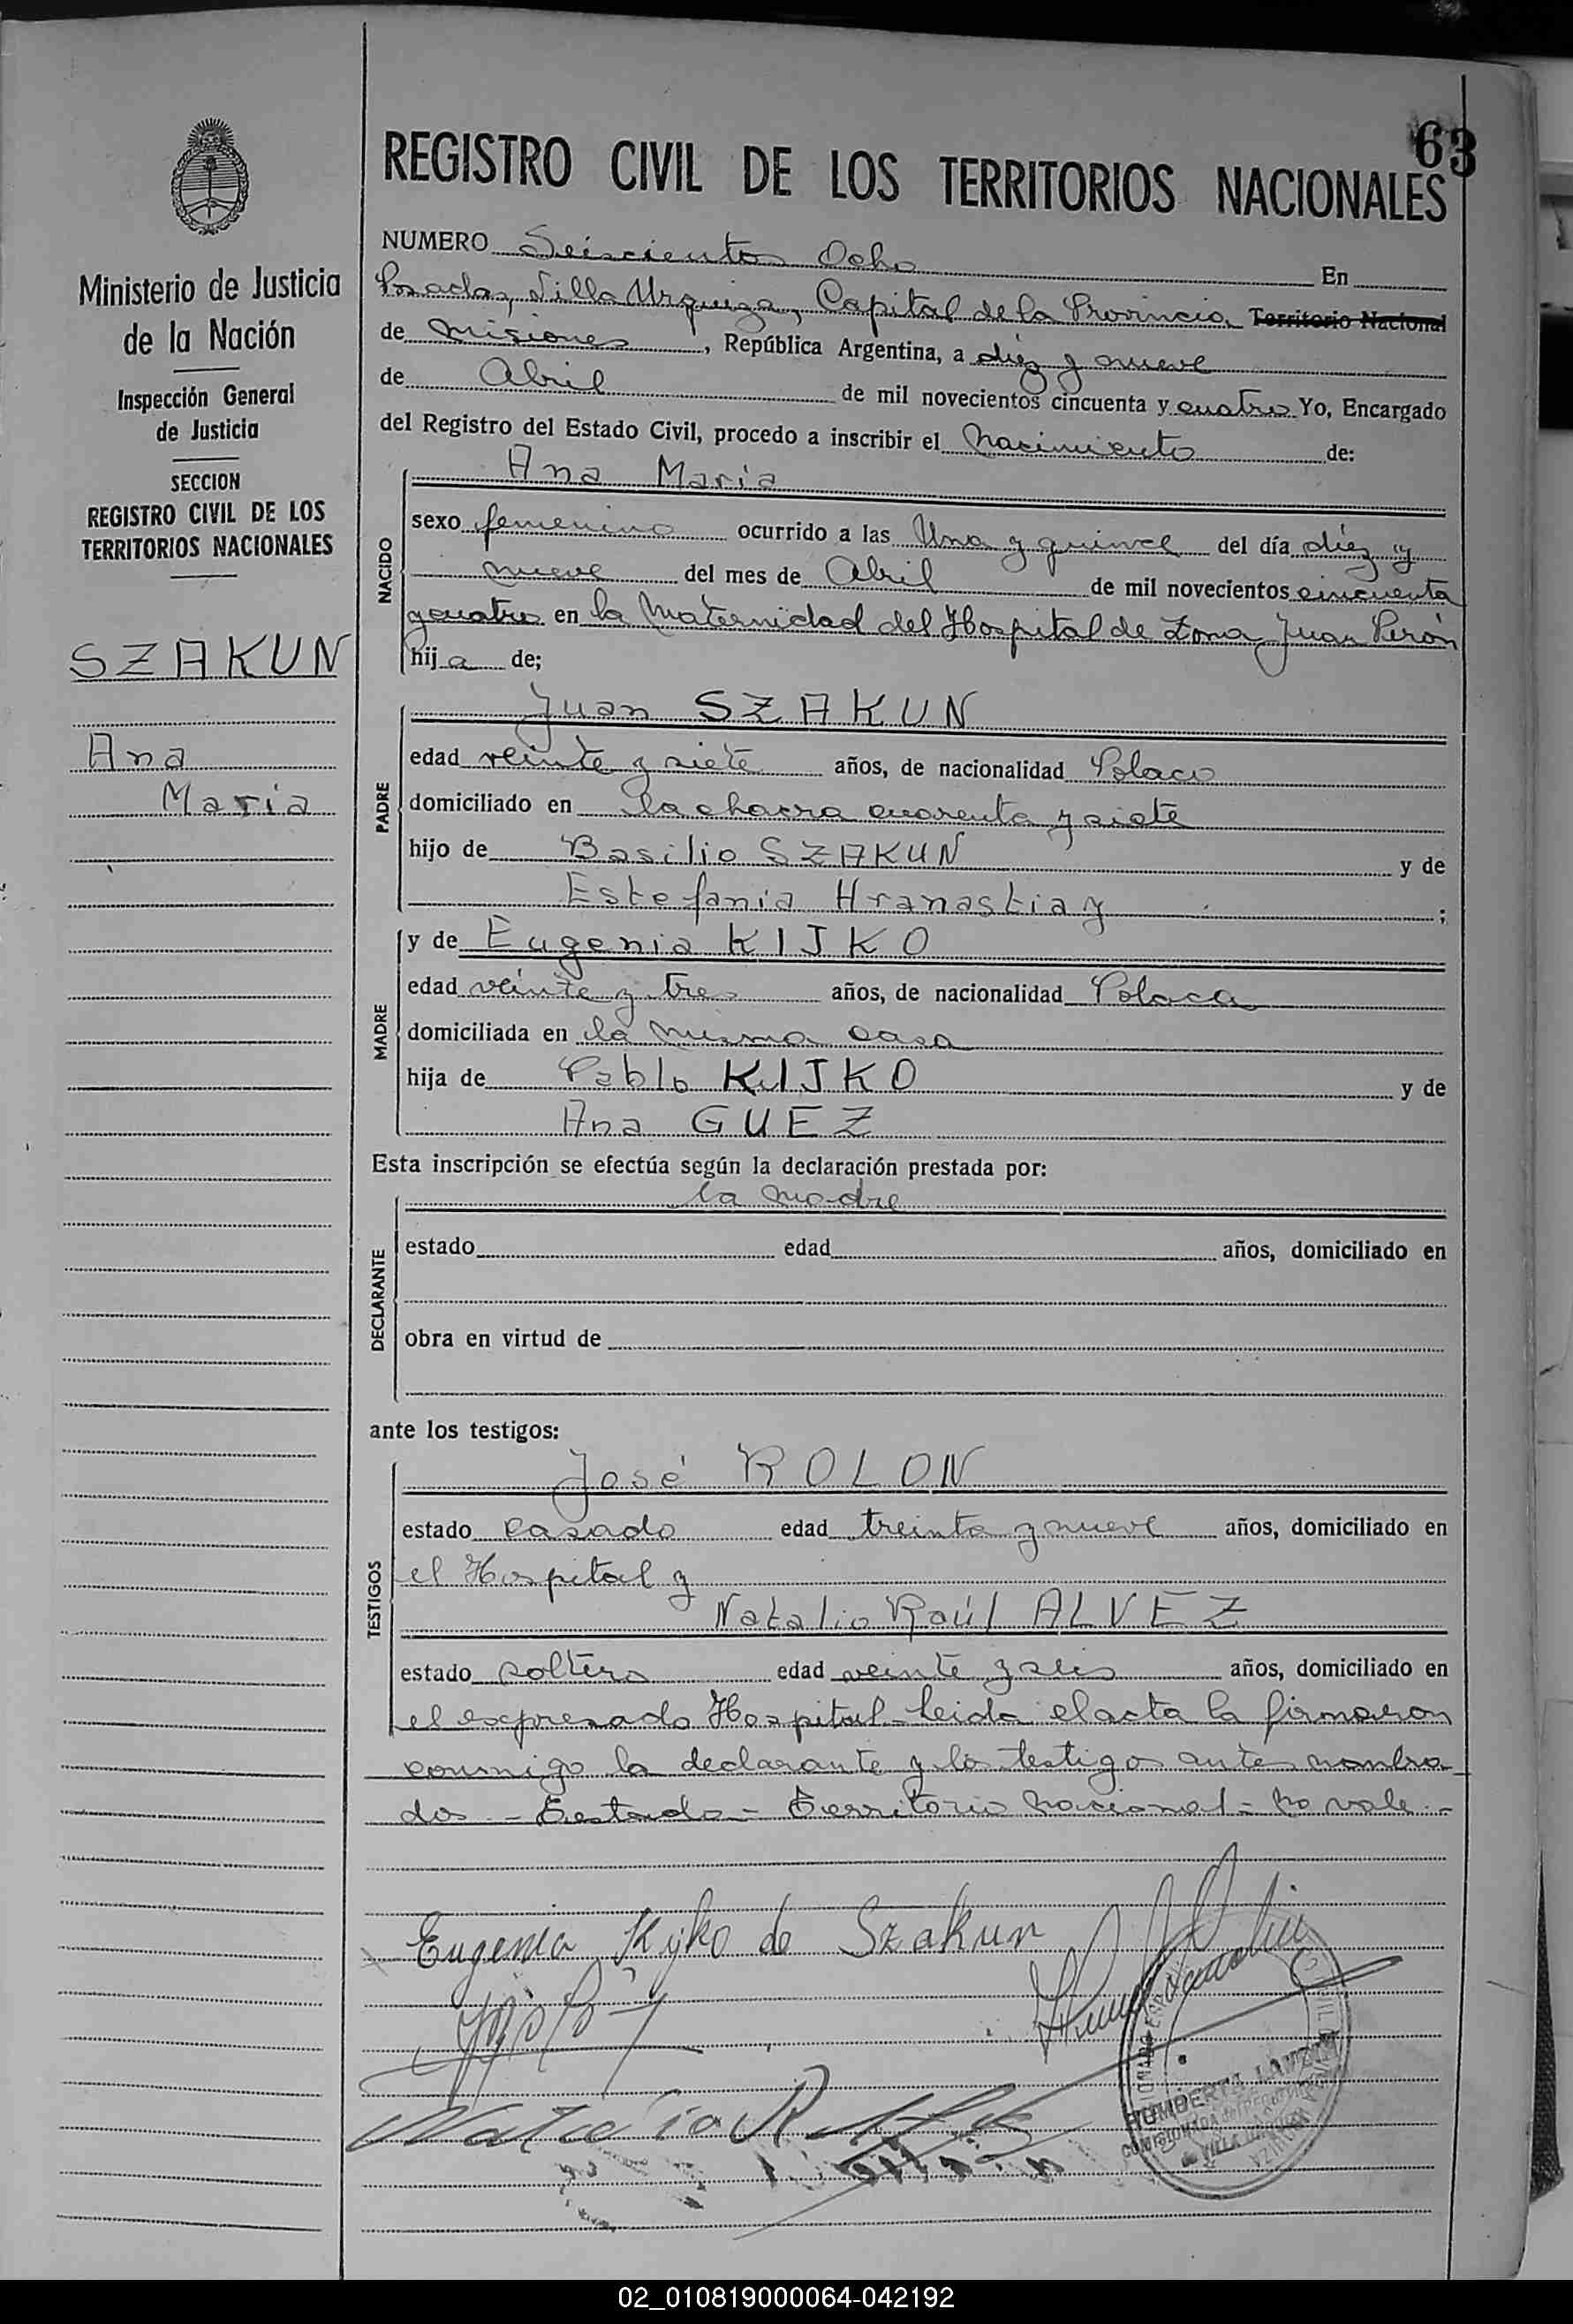 63
REGISTRO CIVIL DE LOS TERRITORIOS NACIONALES
Ministerio de Justicia
de la Nación
Inspección General
de Justicia
SECCION
REGISTRO CIVIL DE LOS
TERRITORIOS NACIONALES
SZAKUN
Ana
Maria
NUMERO Seiscientos Ocho En
Posadas, Villa Urquiza, Capital de la Provincia Territorio Nacional
de Misiones, República Argentina, a diez y nueve
de Abril de mil novecientos cincuenta y cuatro Yo, Encargado
del Registro del Estado Civil, procedo a inscribir el Nacimiento de:
Ana Maria
NACIDO
sexo femenino ocurrido a las Una y quince del día diez y
nueve del mes de Abril de mil novecientos cincuenta
y cuatro en la Maternidad del Hospital de Zona Juan Perón
hija de;
Juan SZAKUN
PADRE
edad veinte y siete años, de nacionalidad Polaco
domiciliado en la chacra cuarenta y siete
hijo de Basilio SZAKUN y de
Estefania Hranastiay ;
MADRE
y de Eugenia KIJKO
edad veinte y tres años, de nacionalidad Polaca
domiciliada en la misma casa
hija de Pablo KIJKO y de
Ana GUEZ
Esta inscripción se efectúa según la declaración prestada por:
la madre
DECLARANTE
estado edad años, domiciliado en
obra en virtud de
ante los testigos:
José ROLON
TESTIGOS
estado casado edad treinta y nueve años, domiciliado en
el Hospital y
Natalio Raúl ALVEZ
estado soltero edad veinte y seis años, domiciliado en
el expresado Hospital - Leida el acta la firmaron
conmigo la declarante y los testigos antes nombra-
dos - Testado - Territorio Nacional - No vale.-
Eugenia Kijko de Szakun
Natalio R
HUMBERTO
VILLA
02_010819000064-042192